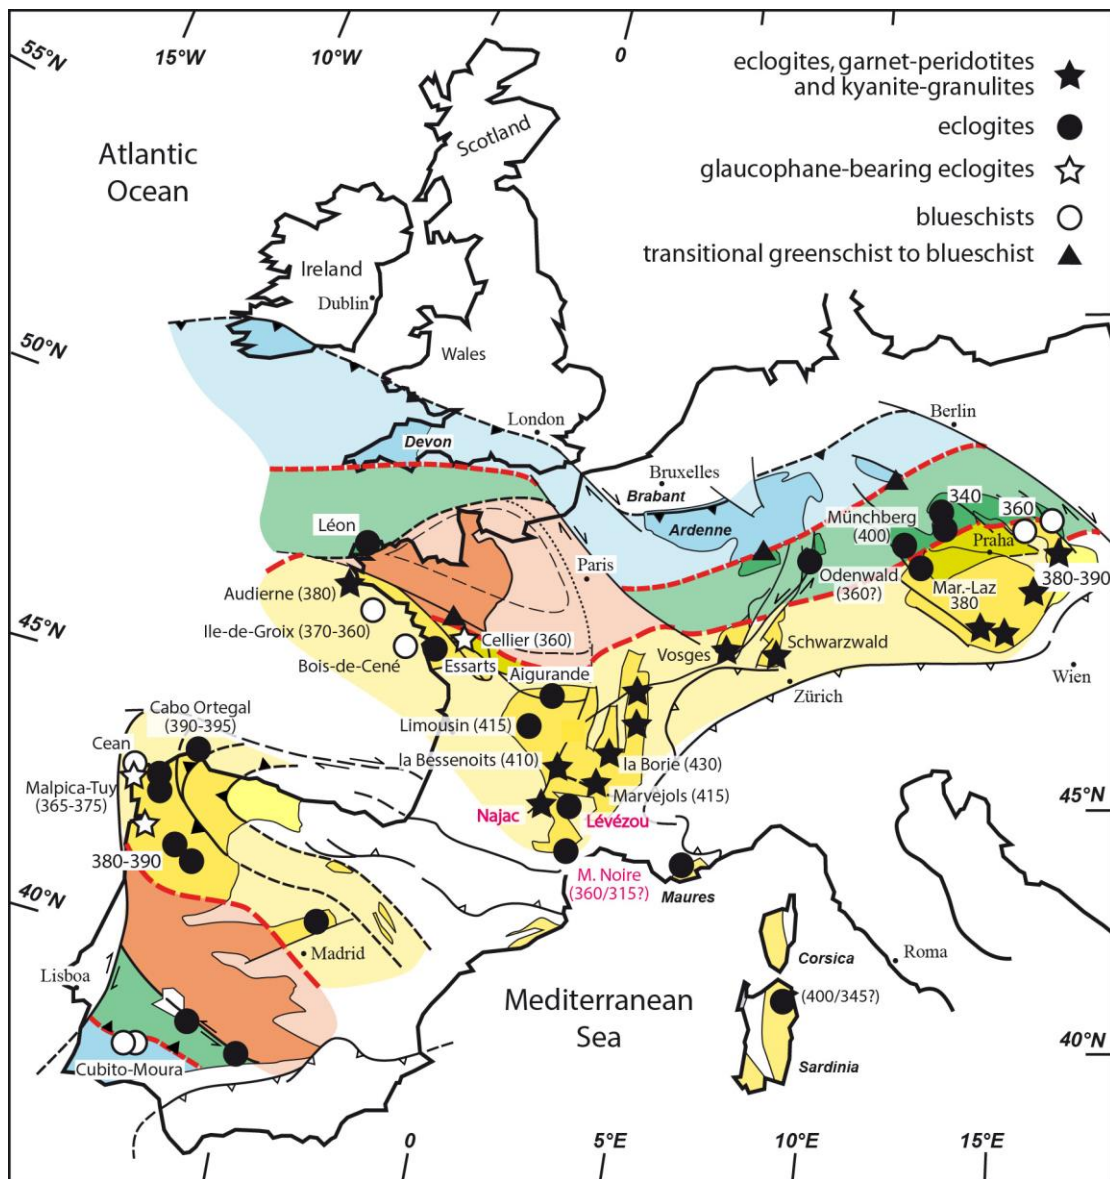 15°W
10°W
0
55°N
eclogites, garnet-peridotites
and kyanite-granulites
eclogites
glaucophane-bearing eclogites
blueschists
transitional greenschist to blueschist
Atlantic
Ocean
Scotland
Ireland
Dublin
50°N
Wales
London
Devon
Berlin
Bruxelles
Brabant
Ardenne
Léon
340
360
Münchberg
(400)
Praha
Paris
Odenwald
(360?)
Mar.-Laz
380
380-390
Audierne (380)
Ile-de-Groix (370-360)
45°N
Cellier (360)
Bois-de-Cené
Essarts
Vosges
Schwarzwald
Aigurande
Zürich
Wien
Cabo Ortegal
(390-395)
Limousin (415)
Cean
la Bessenoits (410)
la Borie (430)
Malpica-Tuy
(365-375)
Marvejols (415)
45°N
Najac
Lévézou
380-390
M. Noire
(360/315?)
Maures
40°N
Madrid
Corsica
Roma
Lisboa
Mediterranean
Sea
(400/345?)
40°N
Cubito-Moura
Sardinia
0
5°E
10°E
15°E